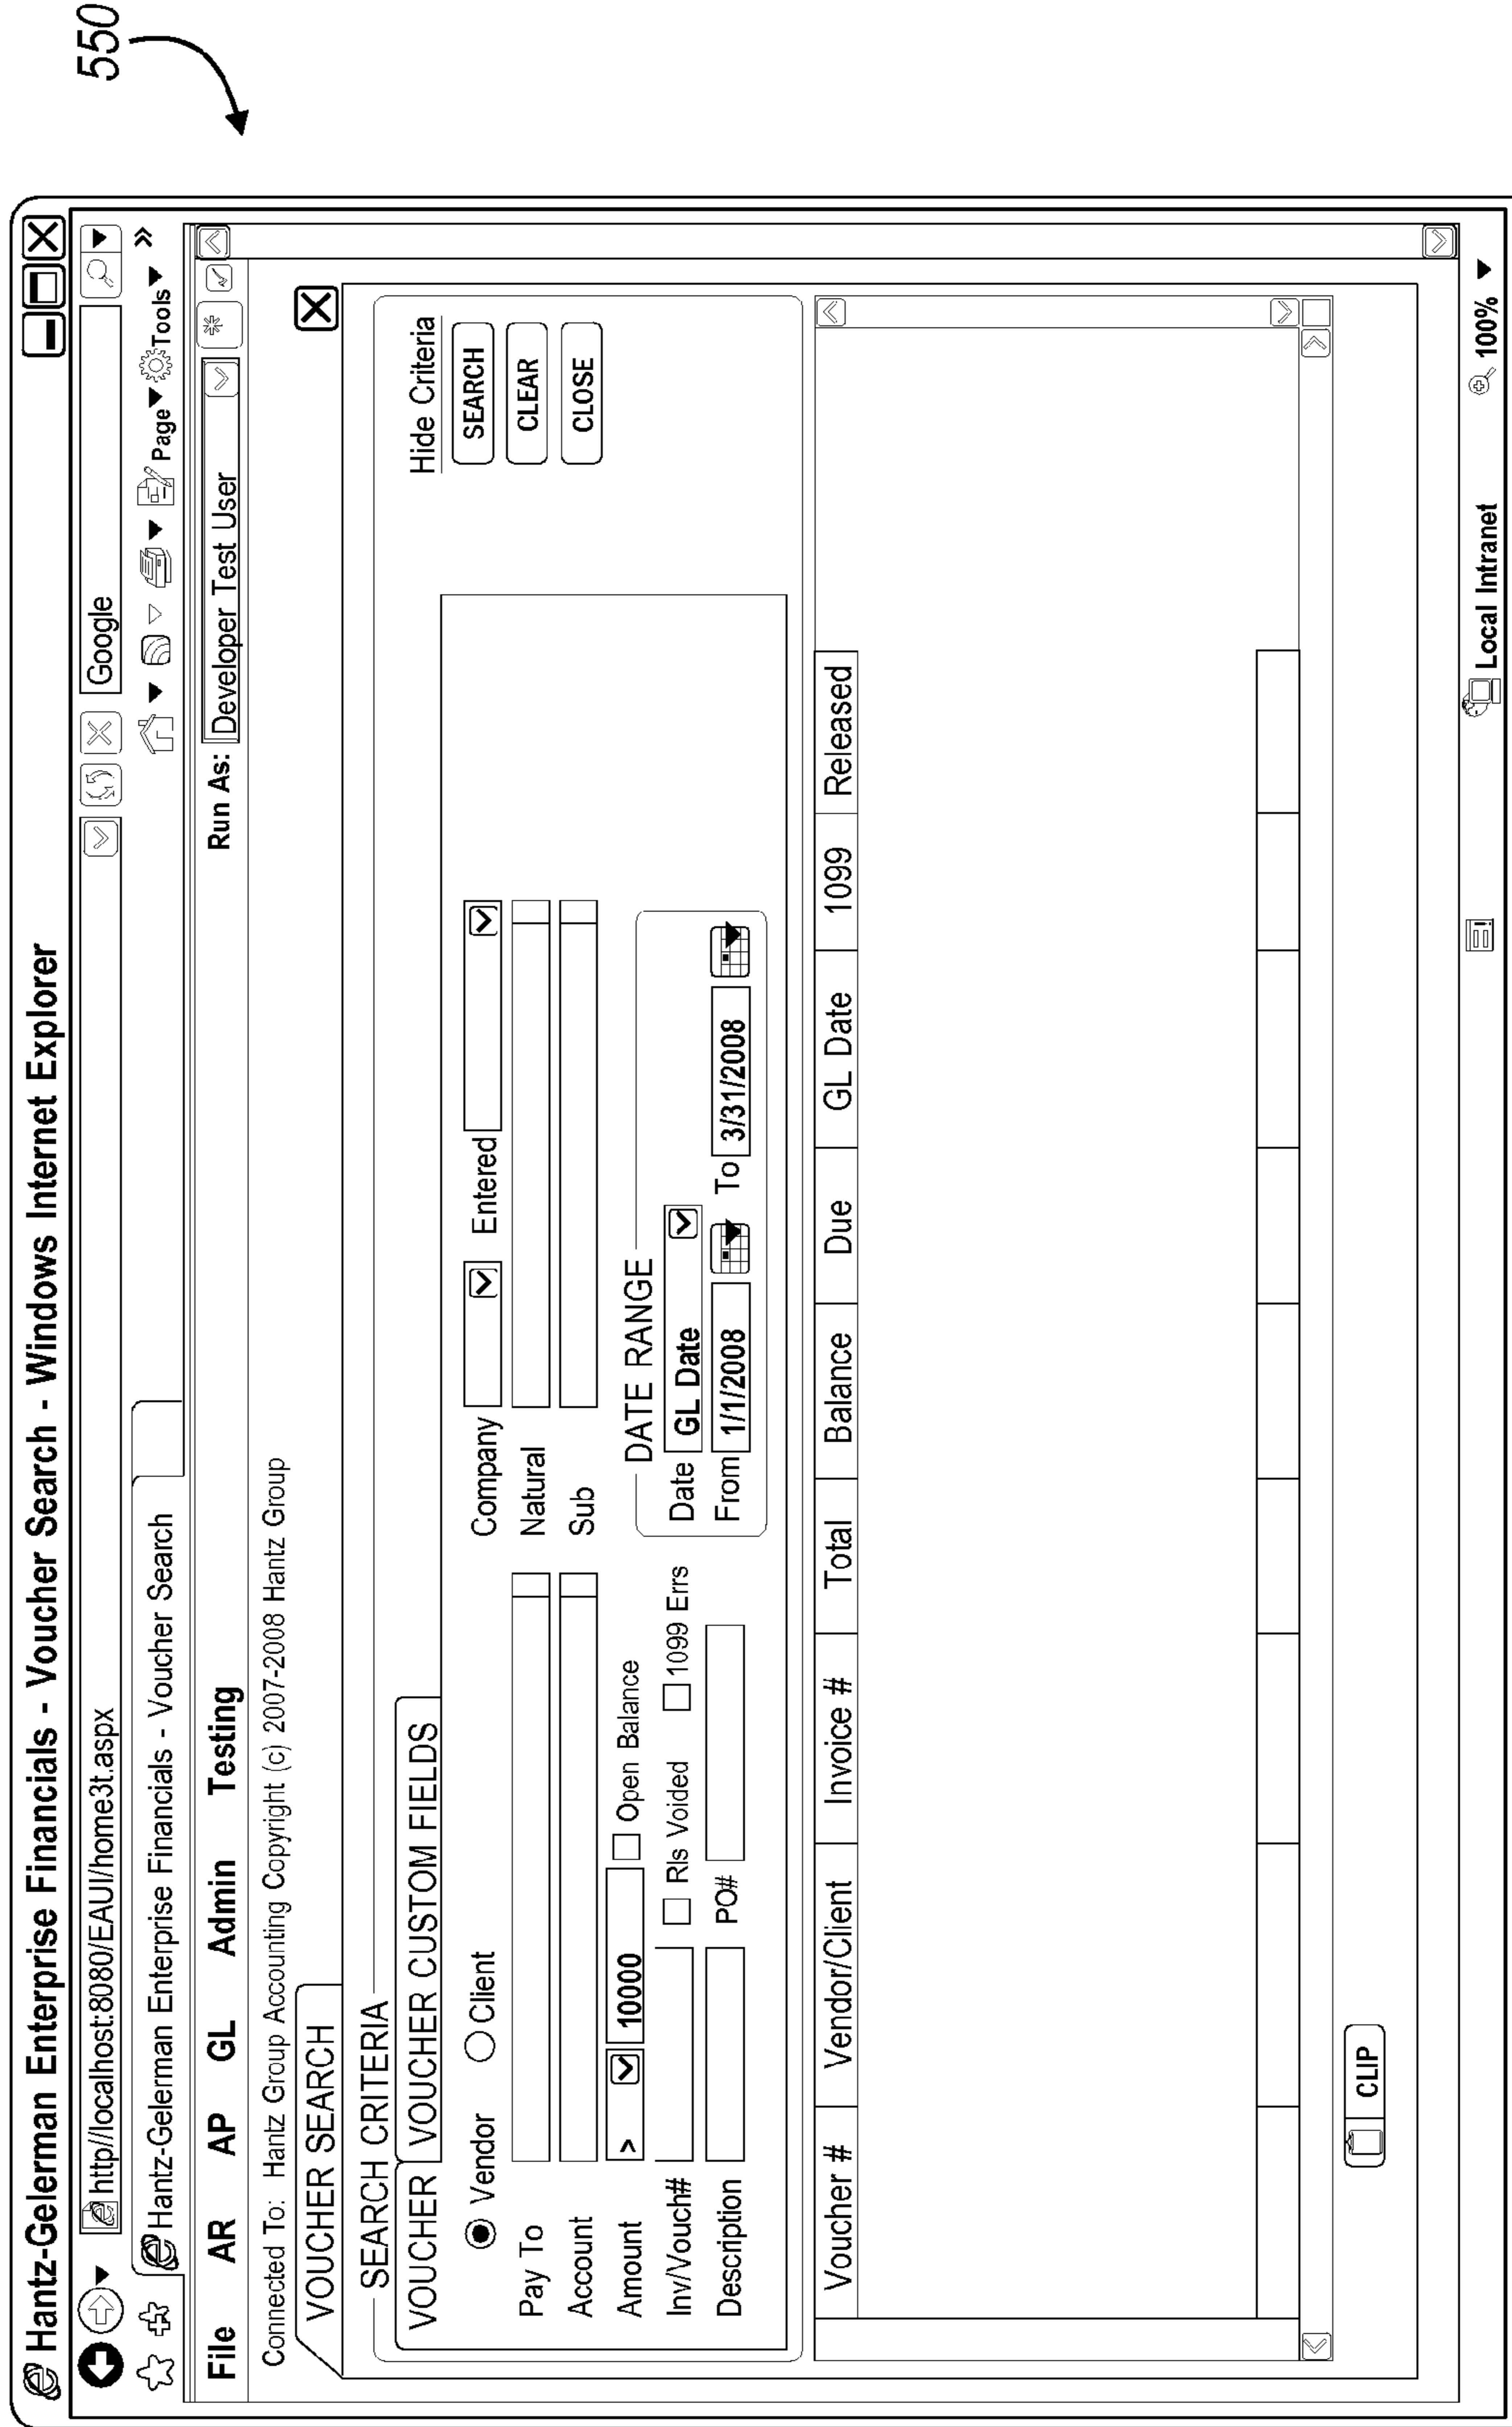 550
Hantz-Gelerman Enterprise Financials - Voucher Search - Windows Internet Explorer
http//localhost:8080/EAUI/home3t.aspx Google
Hantz-Gelerman Enterprise Financials - Voucher Search Page Tools »
File AR AP GL Admin Testing Run As: Developer Test User
Connected To: Hantz Group Accounting Copyright (c) 2007-2008 Hantz Group
VOUCHER SEARCH
SEARCH CRITERIA
VOUCHER VOUCHER CUSTOM FIELDS Hide Criteria
Vendor Client Company Entered SEARCH
Pay To Natural CLEAR
Account Sub CLOSE
Amount > 10000 Open Balance DATE RANGE
Inv/Vouch# Rls Voided 1099 Errs Date GL Date
Description PO# From 1/1/2008 To 3/31/2008
Voucher # Vendor/Client Invoice # Total Balance Due GL Date 1099 Released
CLIP
Local Intranet 100%